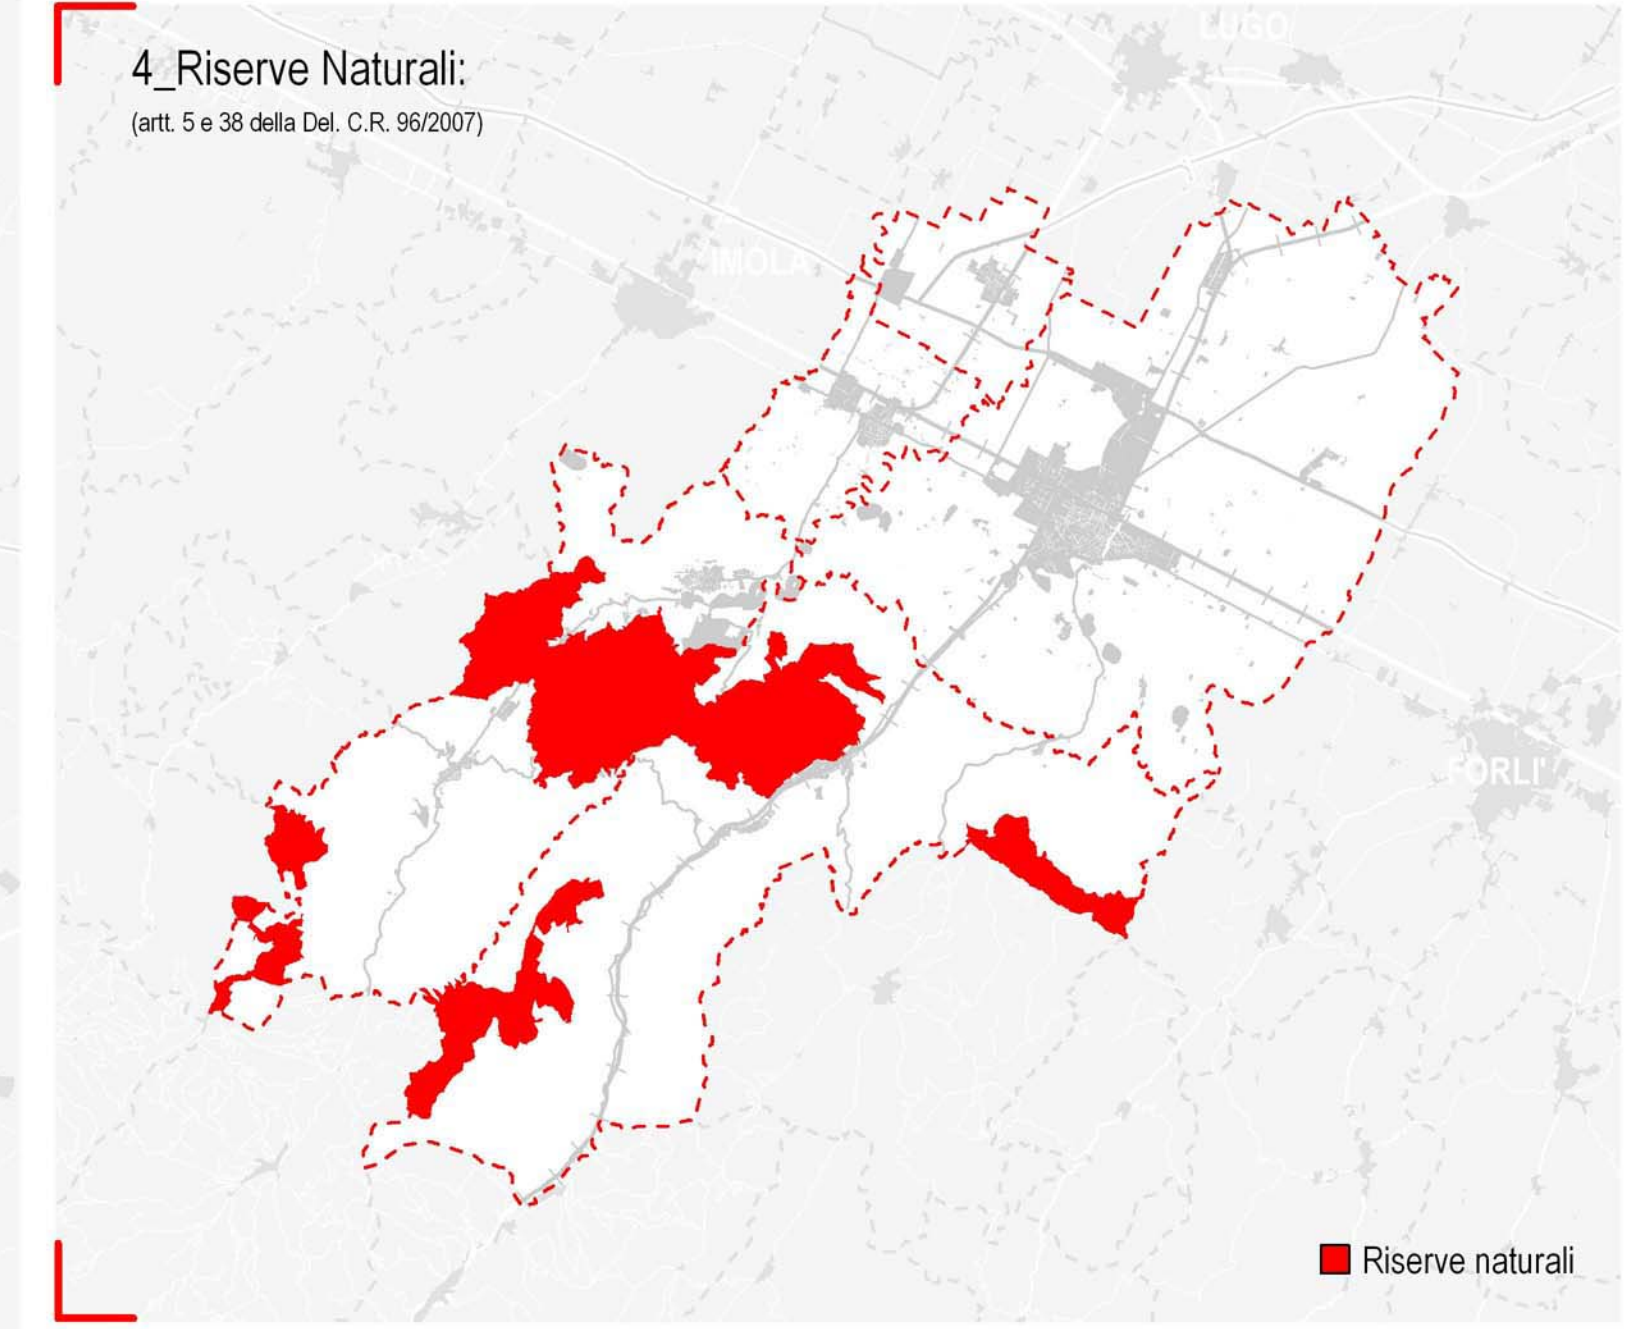 4_Riserve Naturali:
(artt. 5 e 38 della Del. C.R. 96/2007)
LUGO
IMOLA
FORLI'
Riserve naturali